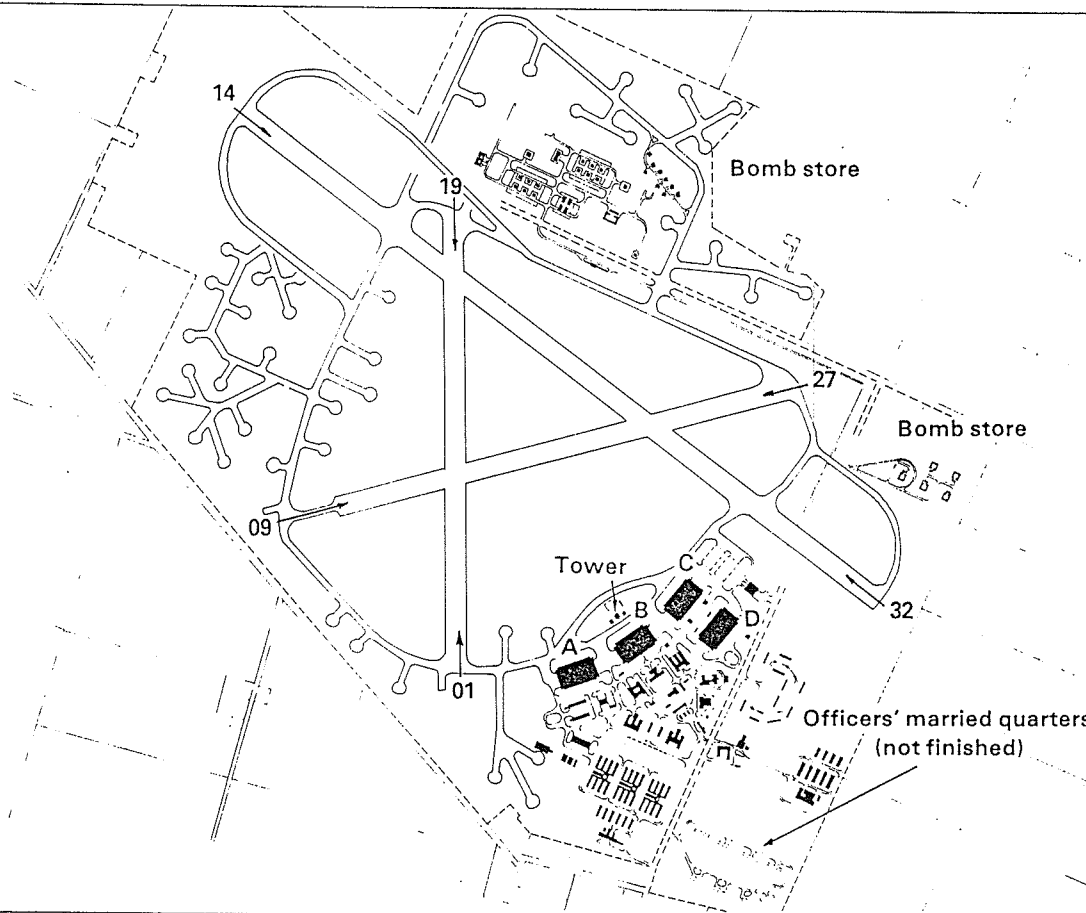 14
19
Bomb store
27
Bomb store
09
Tower
C
B
D
32
A
01
Officers' married quarters
(not finished)